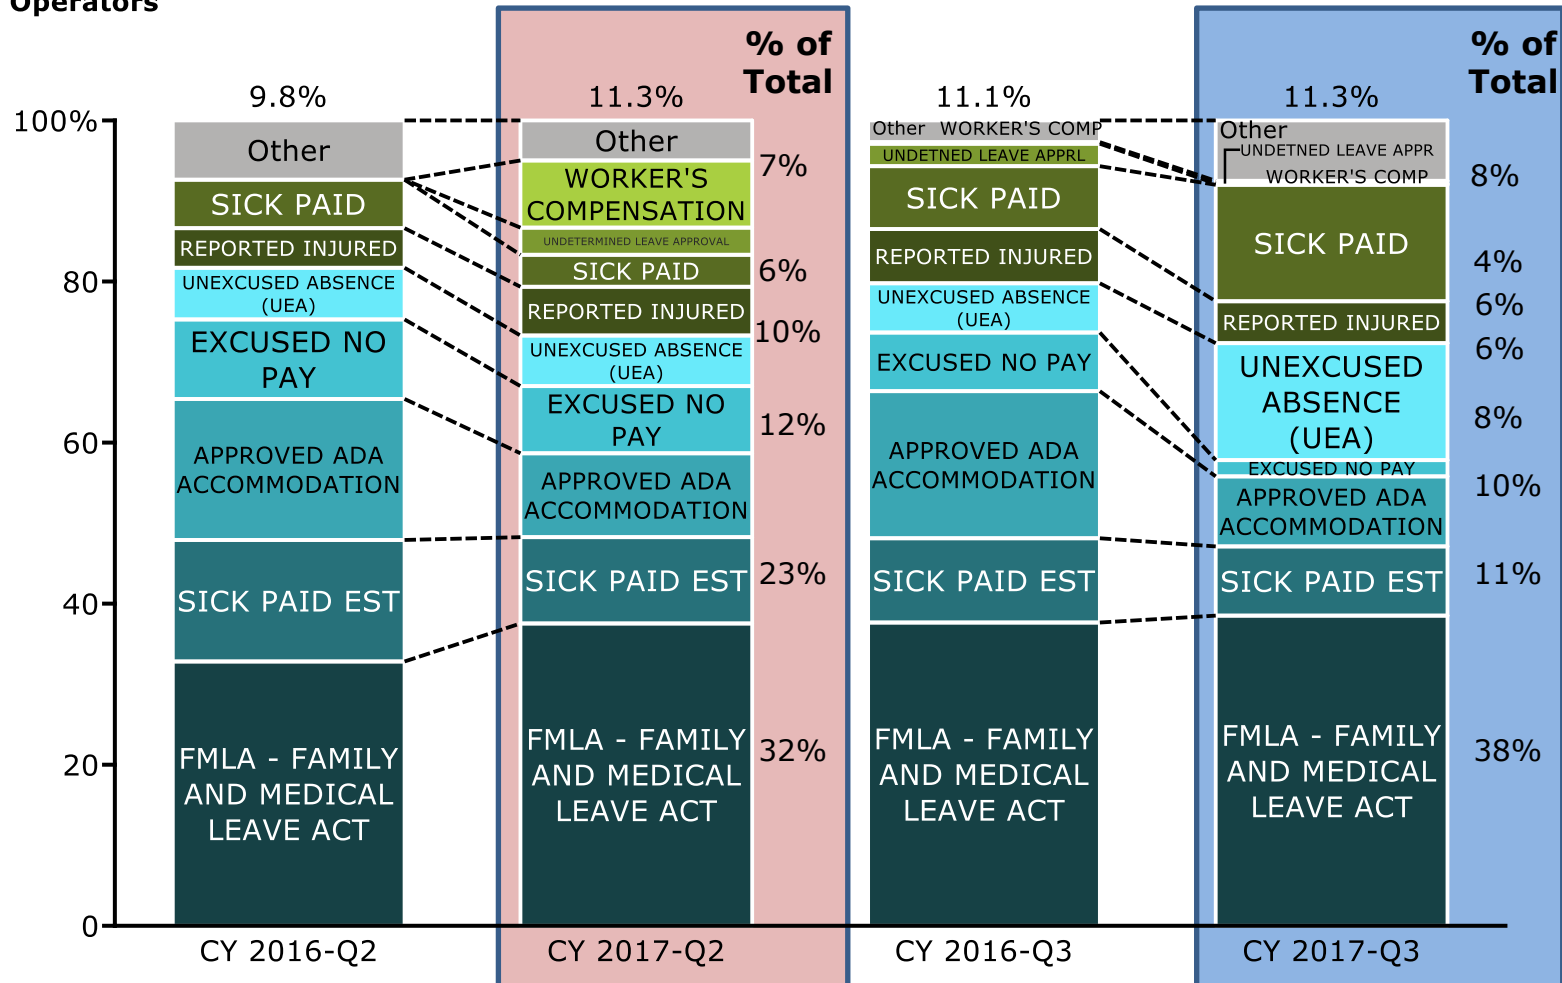 Operators
% of
Total
% of
Total
9.8%
11.3%
11.1%
11.3%
100%
80
60
40
20
0
Other
SICK PAID
REPORTED INJURED
UNEXCUSED ABSENCE
(UEA)
EXCUSED NO
PAY
APPROVED ADA
ACCOMMODATION
SICK PAID EST
FMLA - FAMILY
AND MEDICAL
LEAVE ACT
CY 2016-Q2
Other
WORKER'S
COMPENSATION
UNDETERMINED LEAVE APPROVAL
SICK PAID
REPORTED INJURED
UNEXCUSED ABSENCE
(UEA)
EXCUSED NO
PAY
APPROVED ADA
ACCOMMODATION
SICK PAID EST
FMLA - FAMILY
AND MEDICAL
LEAVE ACT
CY 2017-Q2
7%
6%
10%
12%
23%
32%
Other WORKER'S COMP
UNDETNED LEAVE APPRL
SICK PAID
REPORTED INJURED
UNEXCUSED ABSENCE
(UEA)
EXCUSED NO PAY
APPROVED ADA
ACCOMMODATION
SICK PAID EST
FMLA - FAMILY
AND MEDICAL
LEAVE ACT
CY 2016-Q3
Other
UNDETNED LEAVE APPR
WORKER'S COMP
SICK PAID
REPORTED INJURED
UNEXCUSED
ABSENCE
(UEA)
EXCUSED NO PAY
APPROVED ADA
ACCOMMODATION
SICK PAID EST
FMLA - FAMILY
AND MEDICAL
LEAVE ACT
CY 2017-Q3
8%
4%
6%
6%
8%
10%
11%
38%